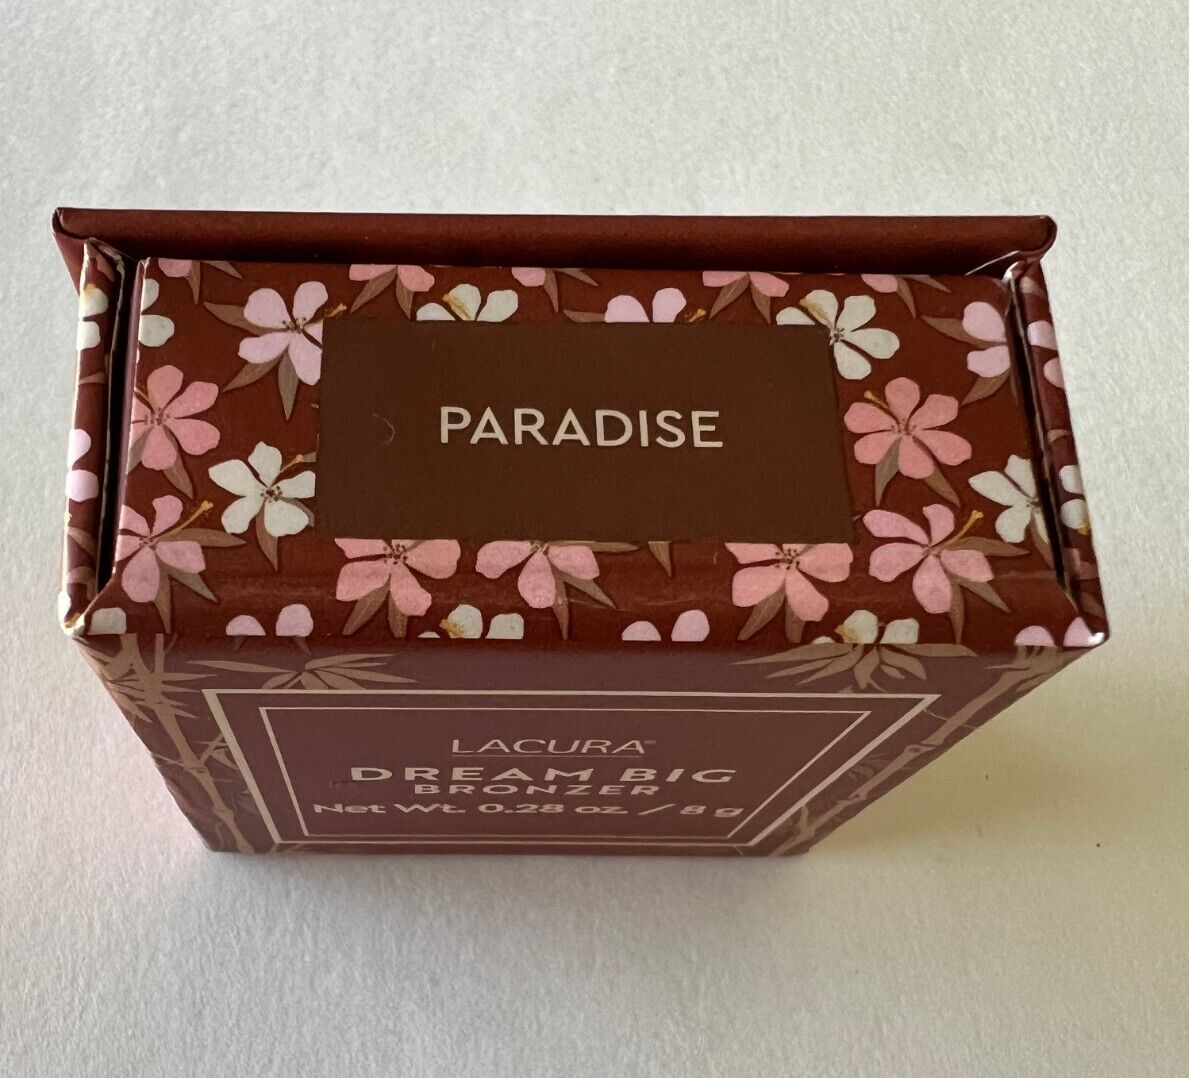 PARADISE
LACURA®
DREAM BIG
BRONZER
Net Wt. 0.28 oz. / 8 g